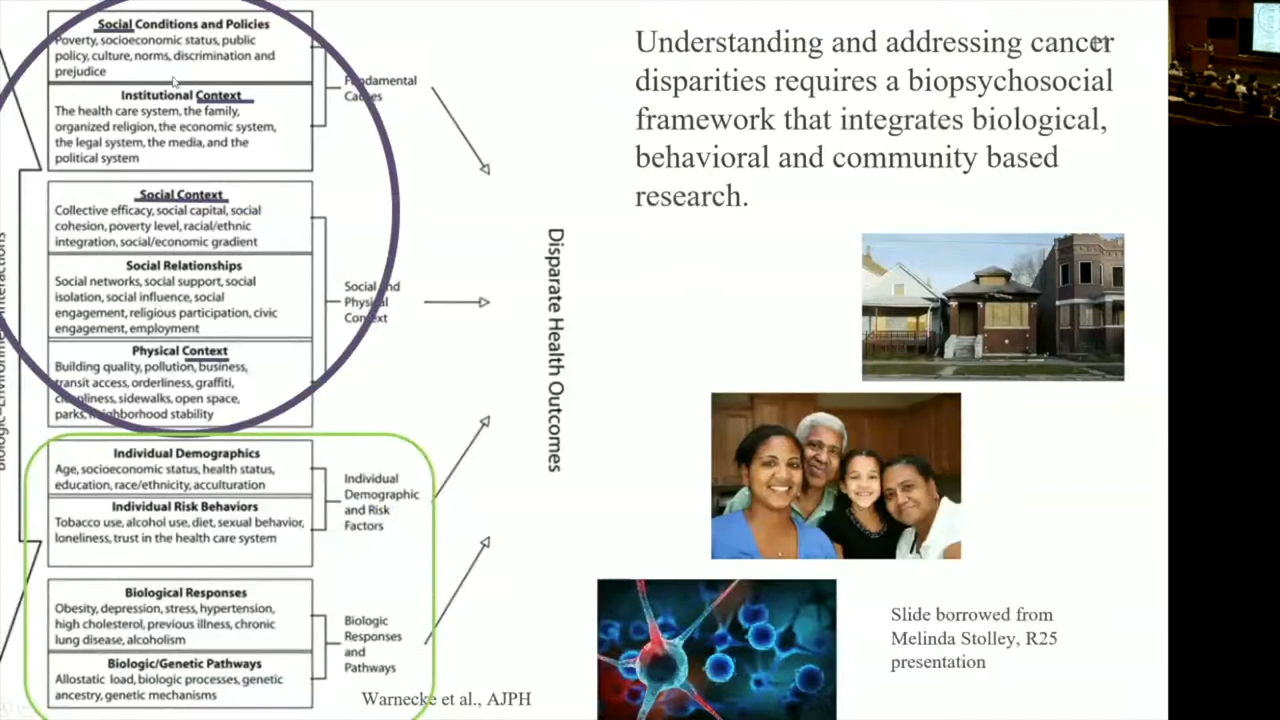 Social Conditions and Policies
Poverty, socioeconomic status, public
policy, culture, norms, discrimination and
prejudice
Institutional Context
The health care system, the family,
organized religion, the economic system,
the legal system, the media, and the
political system
Fundamental
Causes
Social Context
Collective efficacy, social capital, social
cohesion, poverty level, racial/ethnic
integration, social/economic gradient
Social Relationships
Social networks, social support, social
isolation, social influence, social
engagement, religious participation, civic
engagement, employment
Physical Context
Building quality, pollution, business,
transit access, orderliness, graffiti,
cleanliness, sidewalks, open space,
parks, neighborhood stability
Social and
Physical
Context
Individual Demographics
Age, socioeconomic status, health status,
education, race/ethnicity, acculturation
Individual Risk Behaviors
Tobacco use, alcohol use, diet, sexual behavior,
loneliness, trust in the health care system
Individual
Demographic
and Risk
Factors
Biological Responses
Obesity, depression, stress, hypertension,
high cholesterol, previous illness, chronic
lung disease, alcoholism
Biologic/Genetic Pathways
Allostatic load, biologic processes, genetic
ancestry, genetic mechanisms
Biologic
Responses
and
Pathways
Warnecke et al., AJPH
Disparate Health Outcomes
Understanding and addressing cancer
disparities requires a biopsychosocial
framework that integrates biological,
behavioral and community based
research.
Slide borrowed from
Melinda Stolley, R25
presentation